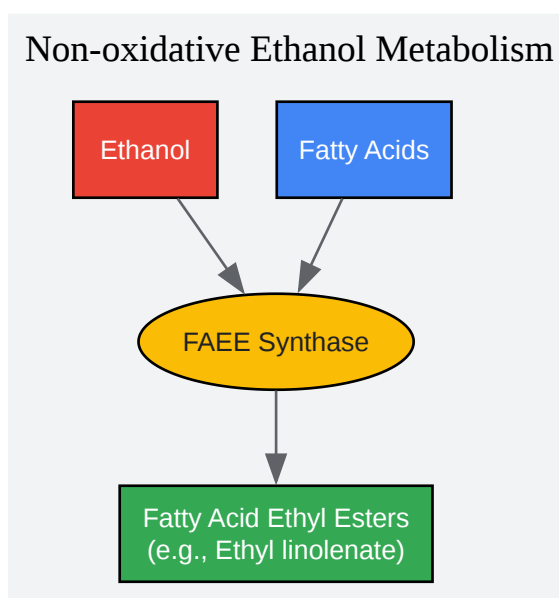 Non-oxidative Ethanol Metabolism
Ethanol
Fatty Acids
FAEE Synthase
Fatty Acid Ethyl Esters
(e.g., Ethyl linolenate)